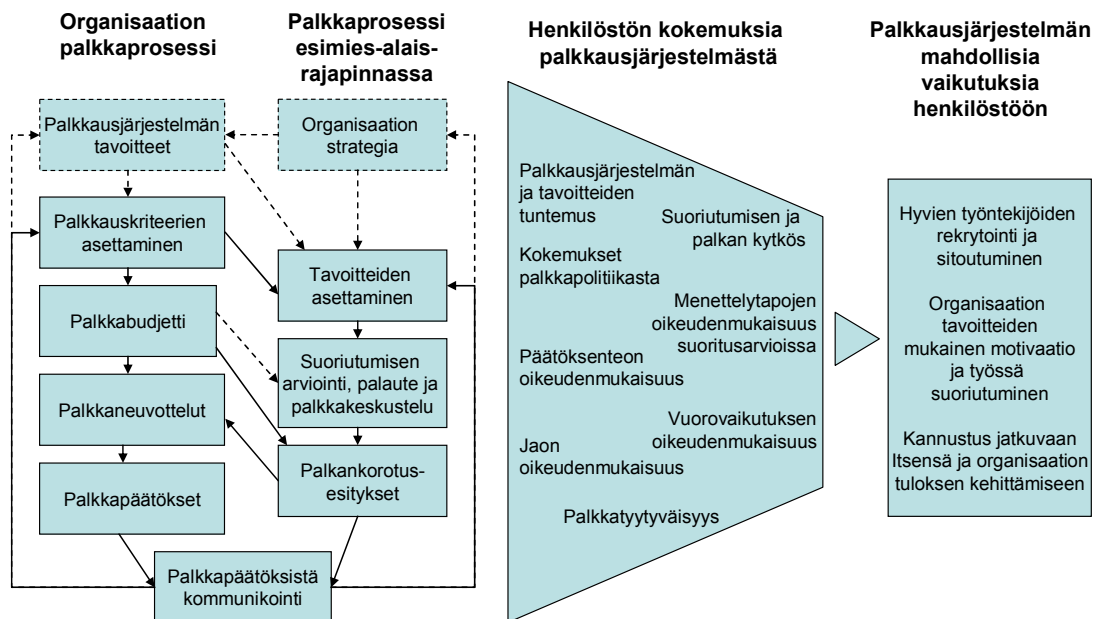 Organisaation
palkkaprosessi
Palkkaprosessi
esimies-alais-
rajapinnassa
Henkilöstön kokemuksia
palkkausjärjestelmästä
Palkkausjärjestelmän
mahdollisia
vaikutuksia
henkilöstöön
Palkkausjärjestelmän
tavoitteet
Organisaation
strategia
Palkkauskriteerien
asettaminen
Tavoitteiden
asettaminen
Palkkabudjetti
Suoriutumisen
arviointi, palaute ja
palkkakeskustelu
Palkkaneuvottelut
Palkankorotus-
esitykset
Palkkapäätökset
Palkkapäätöksistä
kommunikointi
Palkkausjärjestelmän
ja tavoitteiden
tuntemus
Suoriutumisen ja
palkan kytkös
Kokemukset
palkkapolitiikasta
Menettelytapojen
oikeudenmukaisuus
suoritusarvioissa
Päätöksenteon
oikeudenmukaisuus
Vuorovaikutuksen
oikeudenmukaisuus
Jaon
oikeudenmukaisuus
Palkkatyytyväisyys
Hyvien työntekijöiden
rekrytointi ja
sitoutuminen
Organisaation
tavoitteiden
mukainen motivaatio
ja työssä
suoriutuminen
Kannustus jatkuvaan
Itsensä ja organisaation
tuloksen kehittämiseen